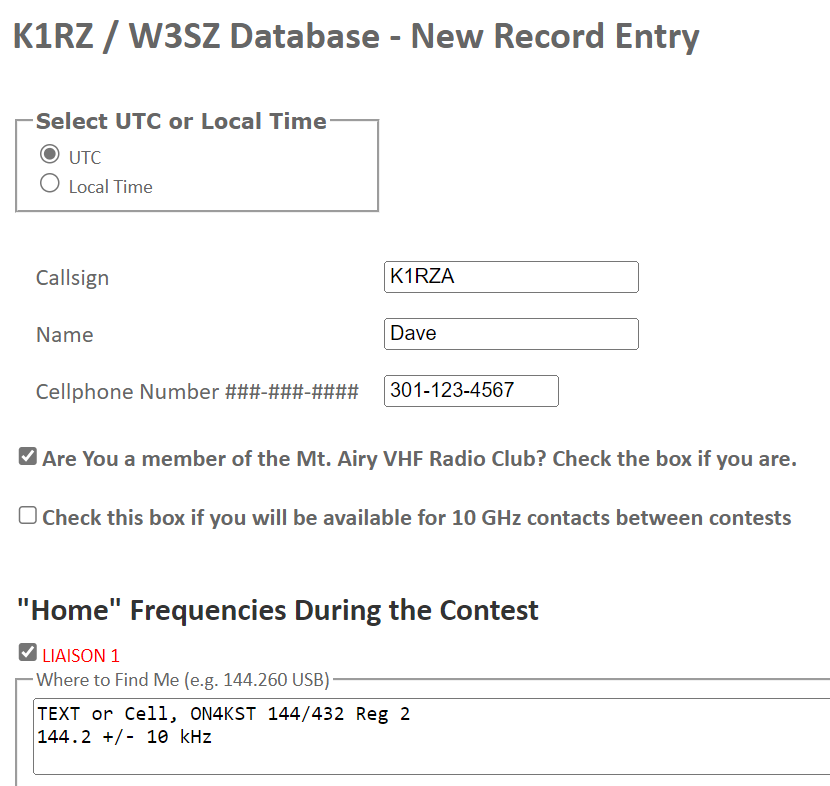 K1RZ / W3SZ Database - New Record Entry
Select UTC or Local Time
UTC
Local Time
Callsign
K1RZA
Name
Dave
Cellphone Number ###-###-####
301-123-4567
Are You a member of the Mt. Airy VHF Radio Club? Check the box if you are.
Check this box if you will be available for 10 GHz contacts between contests
"Home" Frequencies During the Contest
LIAISON 1
Where to Find Me (e.g. 144.260 USB)
TEXT or Cell, ON4KST 144/432 Reg 2
144.2 +/- 10 kHz